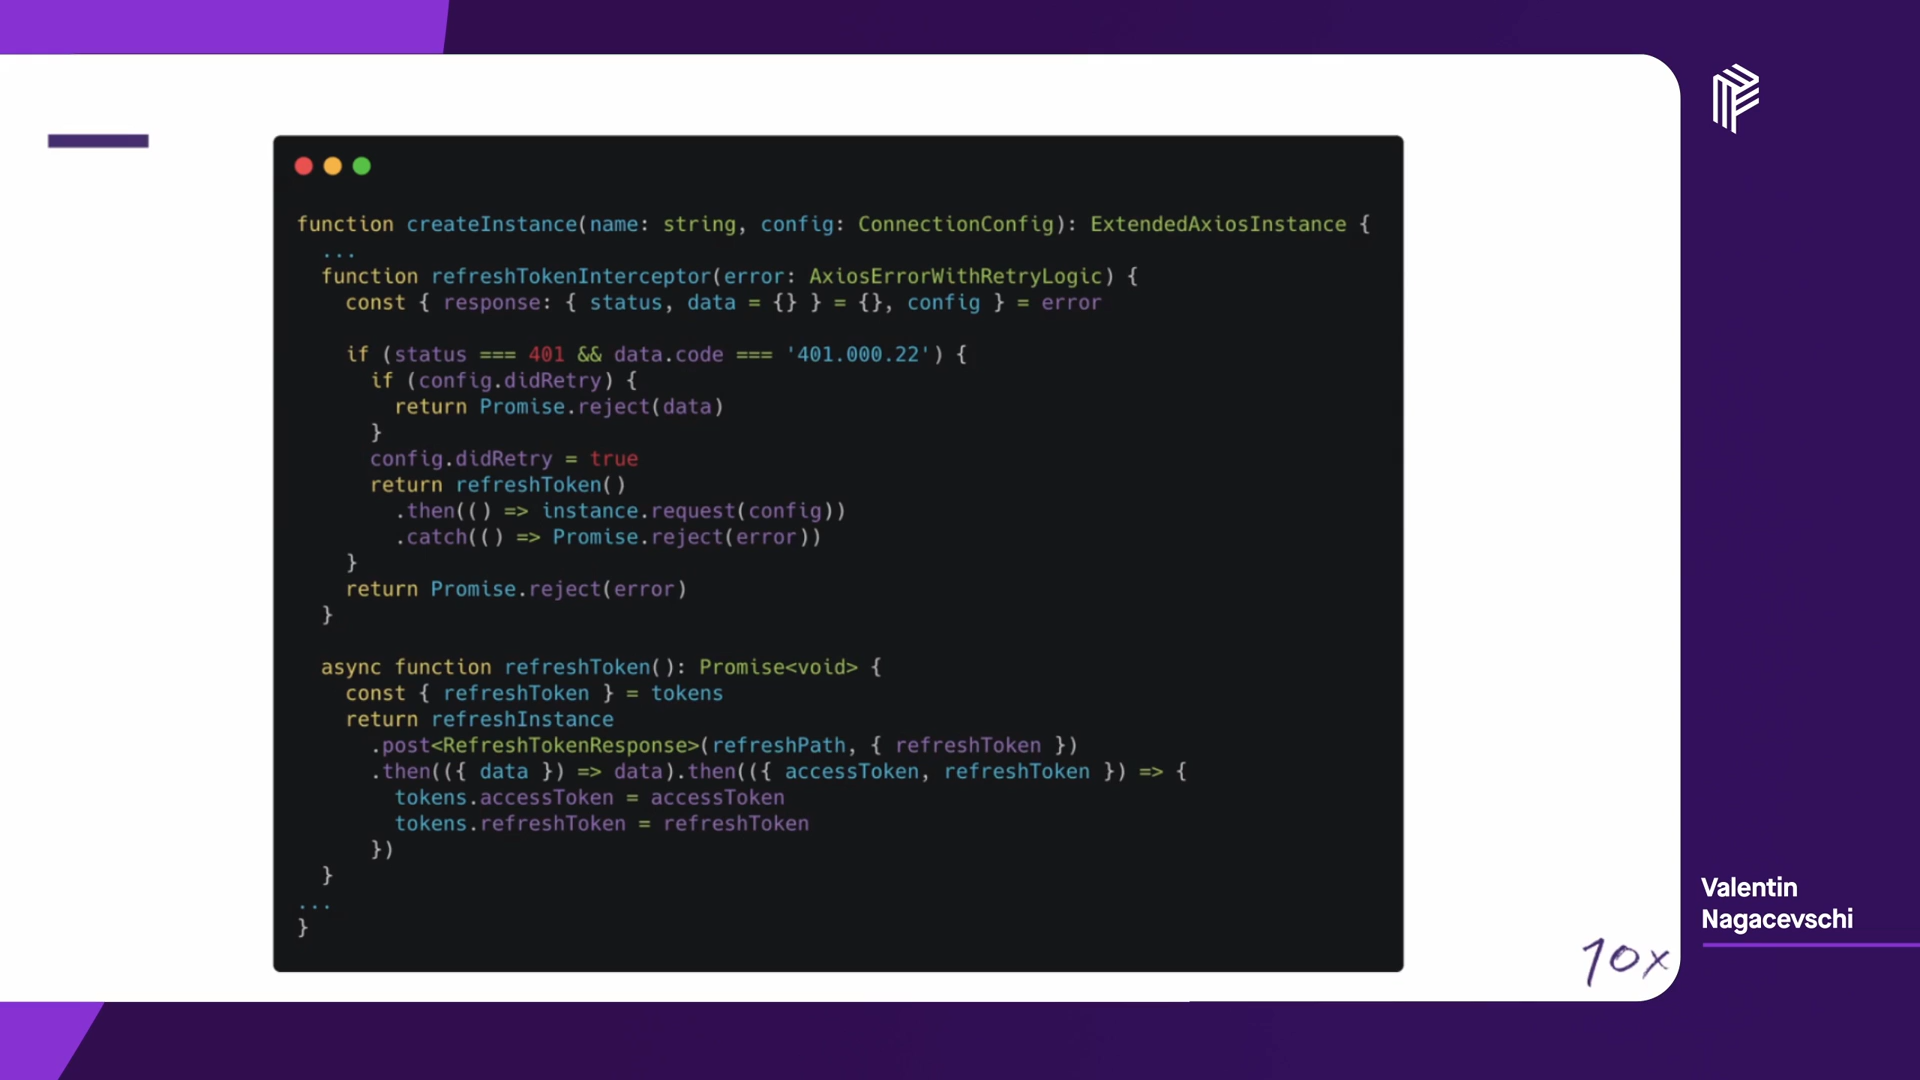 function createInstance(name: string, config: ConnectionConfig): ExtendedAxiosInstance {
  ...
  function refreshTokenInterceptor(error: AxiosErrorWithRetryLogic) {
    const { response: { status, data = {} } = {}, config } = error

    if (status === 401 && data.code === '401.000.22') {
      if (config.didRetry) {
        return Promise.reject(data)
      }
      config.didRetry = true
      return refreshToken()
        .then(() => instance.request(config))
        .catch(() => Promise.reject(error))
    }
    return Promise.reject(error)
  }

  async function refreshToken(): Promise<void> {
    const { refreshToken } = tokens
    return refreshInstance
      .post<RefreshTokenResponse>(refreshPath, { refreshToken })
      .then(({ data }) => data).then(({ accessToken, refreshToken }) => {
        tokens.accessToken = accessToken
        tokens.refreshToken = refreshToken
      })
  }
...
}
Valentin
Nagacevschi
10x